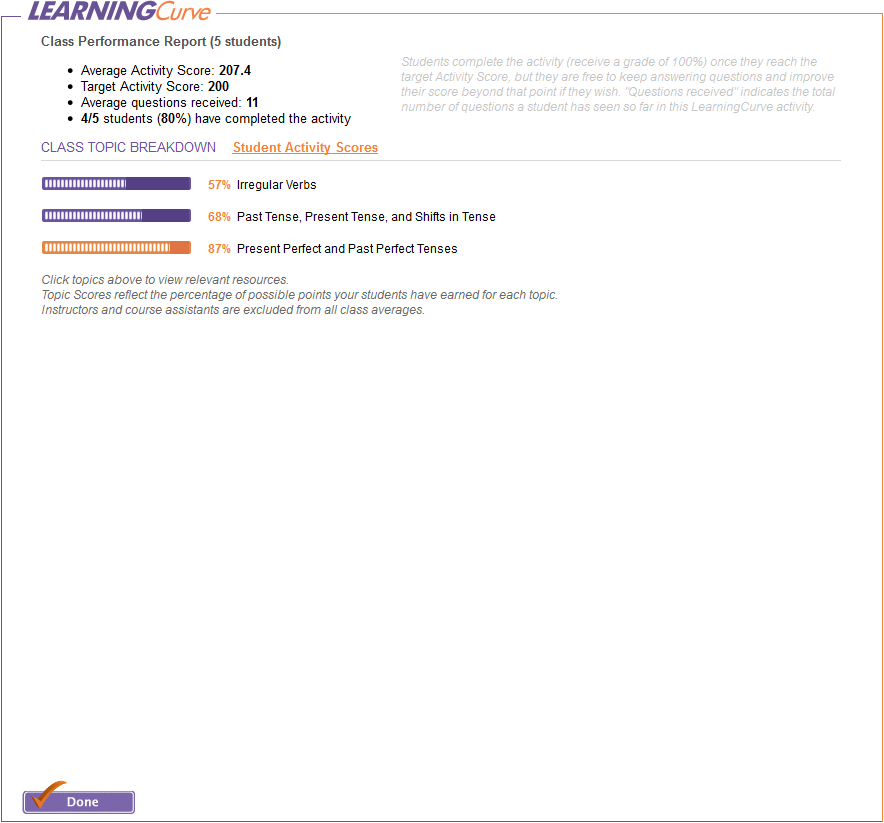 LEARNINGCurve
Class Performance Report (5 students)
Average Activity Score: 207.4
Target Activity Score: 200
Average questions received: 11
4/5 students (80%) have completed the activity
Students complete the activity (receive a grade of 100%) once they reach the
target Activity Score, but they are free to keep answering questions and improve
their score beyond that point if they wish. "Questions received" indicates the total
number of questions a student has seen so far in this LearningCurve activity.
CLASS TOPIC BREAKDOWN Student Activity Scores
57% Irregular Verbs
68% Past Tense, Present Tense, and Shifts in Tense
87% Present Perfect and Past Perfect Tenses
Click topics above to view relevant resources.
Topic Scores reflect the percentage of possible points your students have earned for each topic.
Instructors and course assistants are excluded from all class averages.
Done